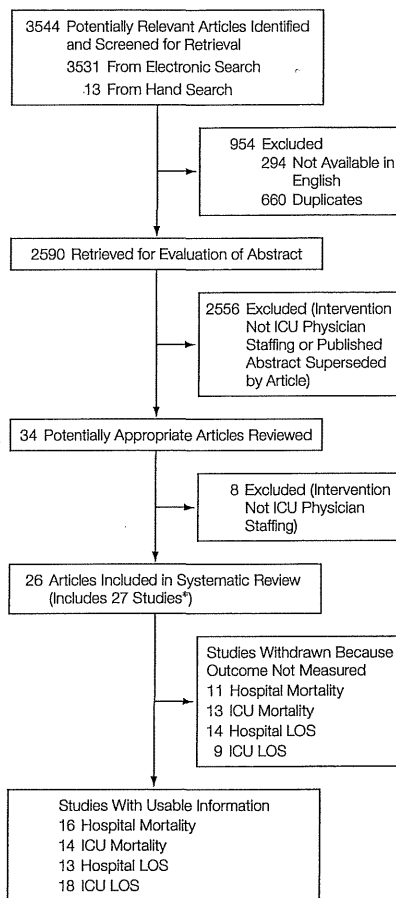 3544 Potentially Relevant Articles Identified
and Screened for Retrieval
3531 From Electronic Search
13 From Hand Search
954 Excluded
294 Not Available in
English
660 Duplicates
2590 Retrieved for Evaluation of Abstract
2556 Excluded (Intervention
Not ICU Physician
Staffing or Published
Abstract Superseded
by Article)
34 Potentially Appropriate Articles Reviewed
8 Excluded (Intervention
Not ICU Physician
Staffing)
26 Articles Included in Systematic Review
(Includes 27 Studies*)
Studies Withdrawn Because
Outcome Not Measured
11 Hospital Mortality
13 ICU Mortality
14 Hospital LOS
9 ICU LOS
Studies With Usable Information
16 Hospital Mortality
14 ICU Mortality
13 Hospital LOS
18 ICU LOS